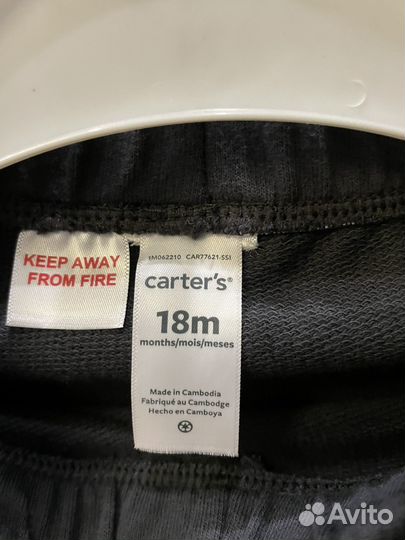 KEEP AWAY
FROM FIRE
1M062210 CAR77621-SSI
carter's®
18m
months/mois/meses
Made in Cambodia
Fabriqué au Cambodge
Hecho en Camboya
Avito